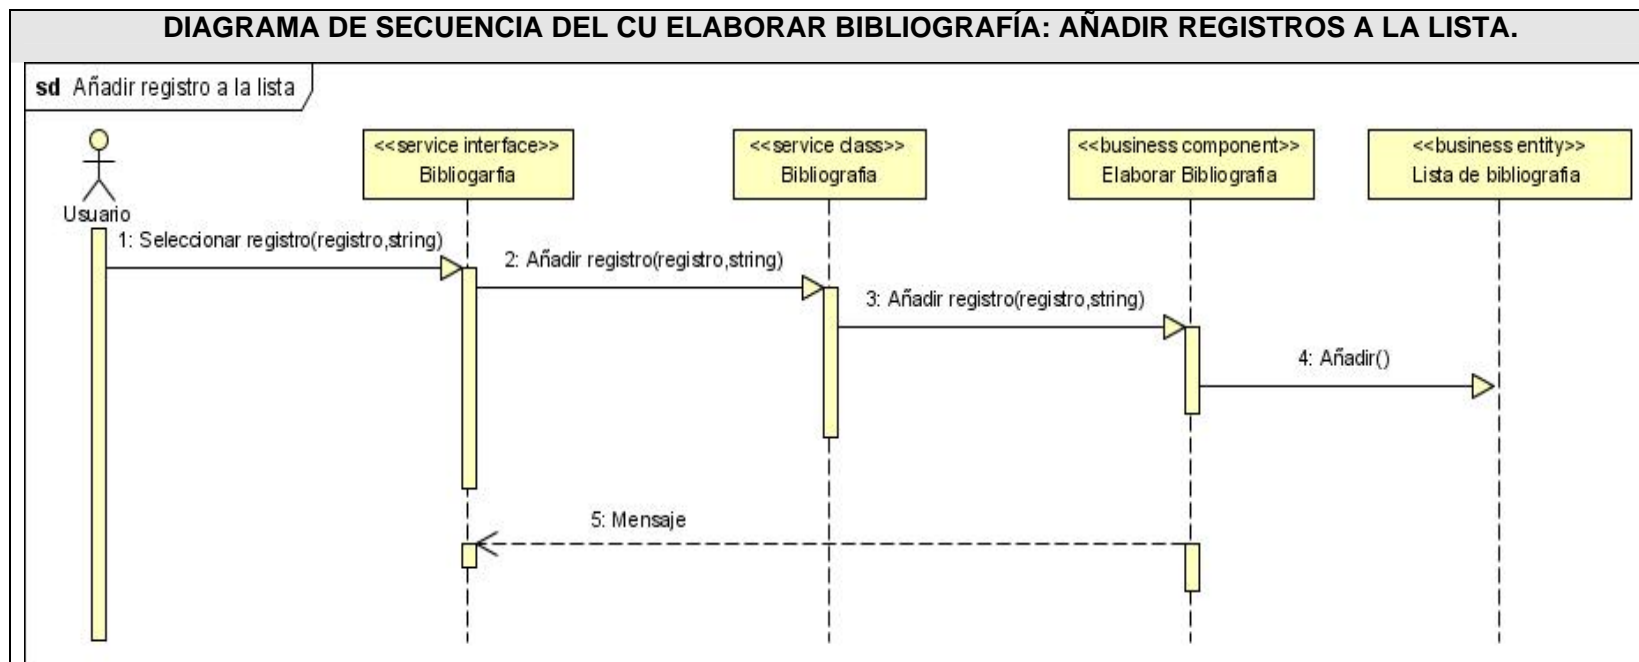 DIAGRAMA DE SECUENCIA DEL CU ELABORAR BIBLIOGRAFÍA: AÑADIR REGISTROS A LA LISTA.
sd Añadir registro a la lista
<<service interface>>
Bibliogarfia
<<service class>>
Bibliografia
<<business component>>
Elaborar Bibliografia
<<business entity>>
Lista de bibliografia
Usuario
1: Seleccionar registro(registro,string)
2: Añadir registro(registro,string)
3: Añadir registro(registro,string)
4: Añadir()
5: Mensaje